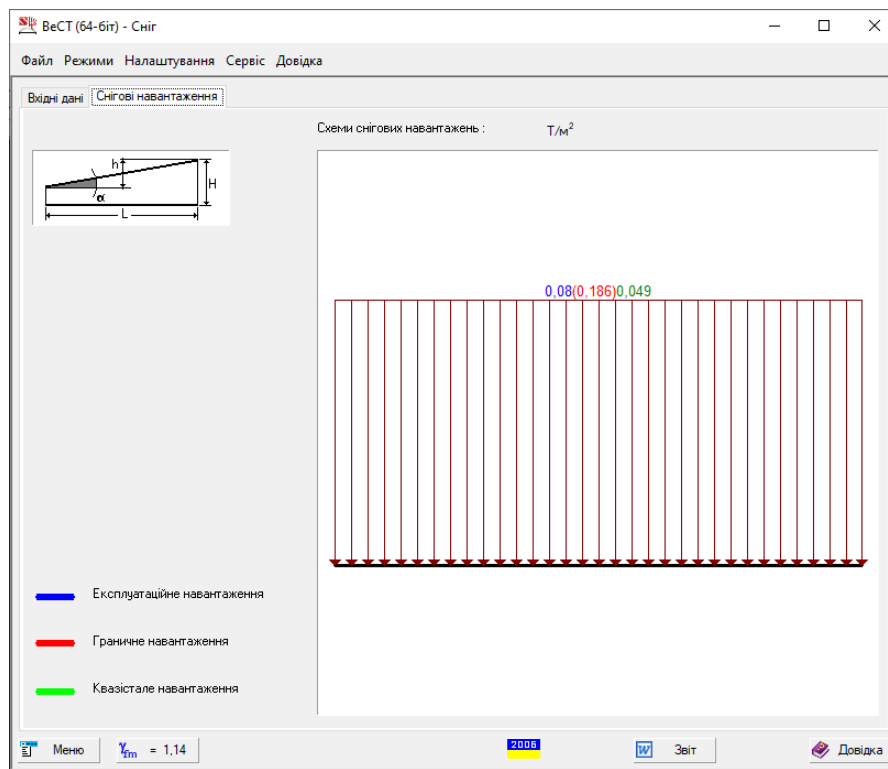 ВеСТ (64-біт) - Сніг
Файл Режими Налаштування Сервіс Довідка
Вхідні дані Снігові навантаження
Схеми снігових навантажень : Т/м²
h
H
α
L
0,08(0,186)0,049
Експлуатаційне навантаження
Граничне навантаження
Квазістале навантаження
Меню γfm = 1,14 2006 Звіт Довідка